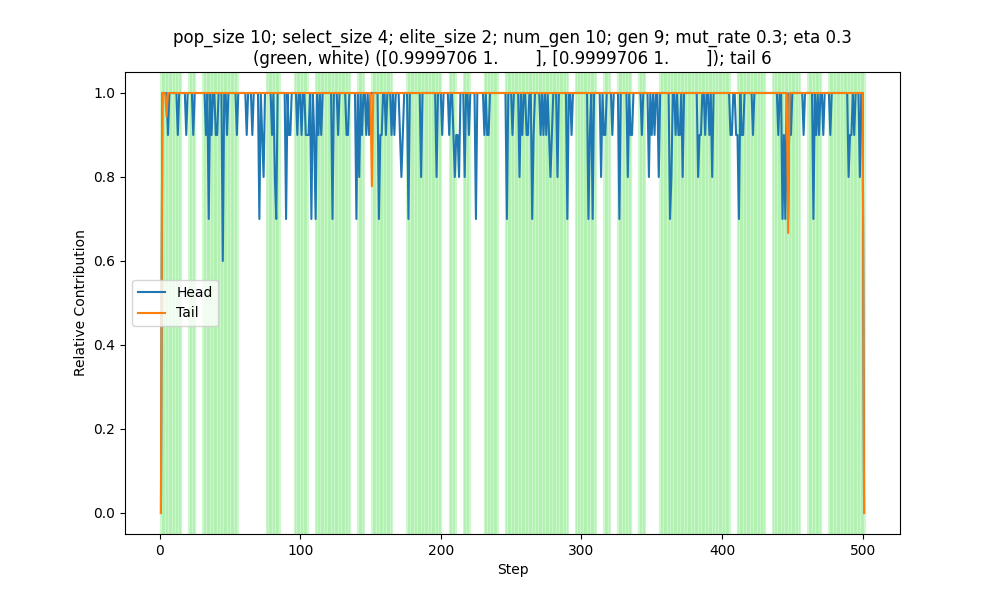 pop_size 10; select_size 4; elite_size 2; num_gen 10; gen 9; mut_rate 0.3; eta 0.3
(green, white) ([0.9999706 1.       ], [0.9999706 1.       ]); tail 6
1.0
0.8
0.6
0.4
0.2
0.0
Relative Contribution
Head
Tail
0 100 200 300 400 500
Step